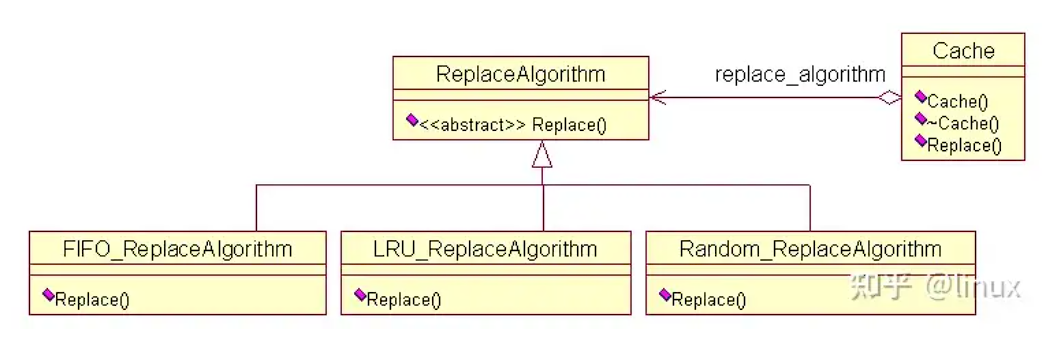 Cache
Cache()
~Cache()
Replace()
replace_algorithm
ReplaceAlgorithm
<<abstract>> Replace()
FIFO_ReplaceAlgorithm
Replace()
LRU_ReplaceAlgorithm
Replace()
Random_ReplaceAlgorithm
Replace()
知乎 @linux